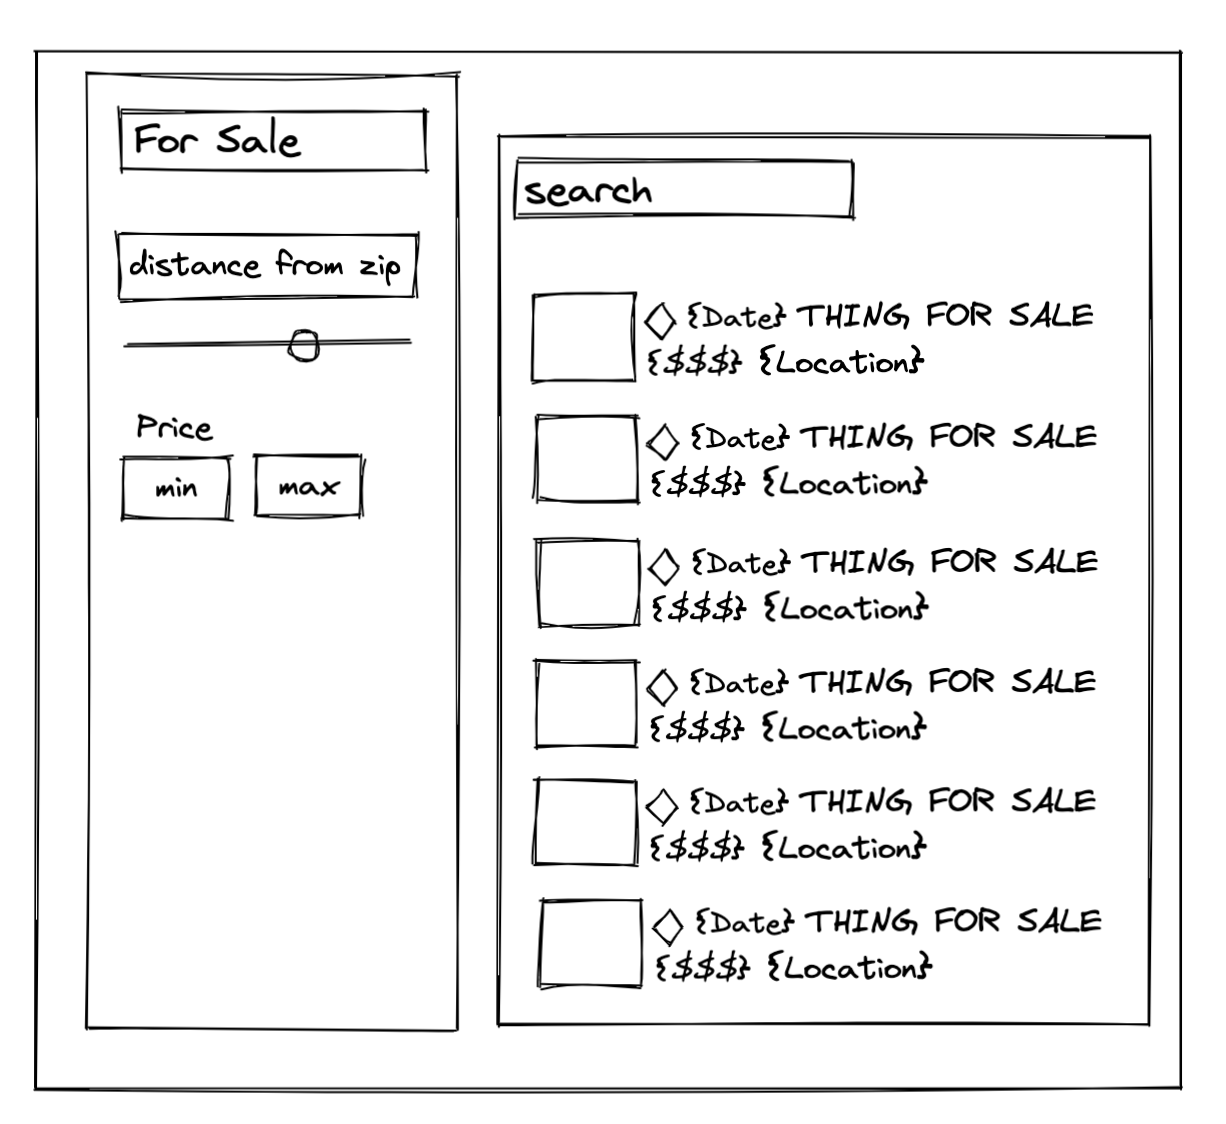 For Sale
distance from zip
Price
min
max
search
{Date} THING FOR SALE
{$$$} {Location}
{Date} THING FOR SALE
{$$$} {Location}
{Date} THING FOR SALE
{$$$} {Location}
{Date} THING FOR SALE
{$$$} {Location}
{Date} THING FOR SALE
{$$$} {Location}
{Date} THING FOR SALE
{$$$} {Location}